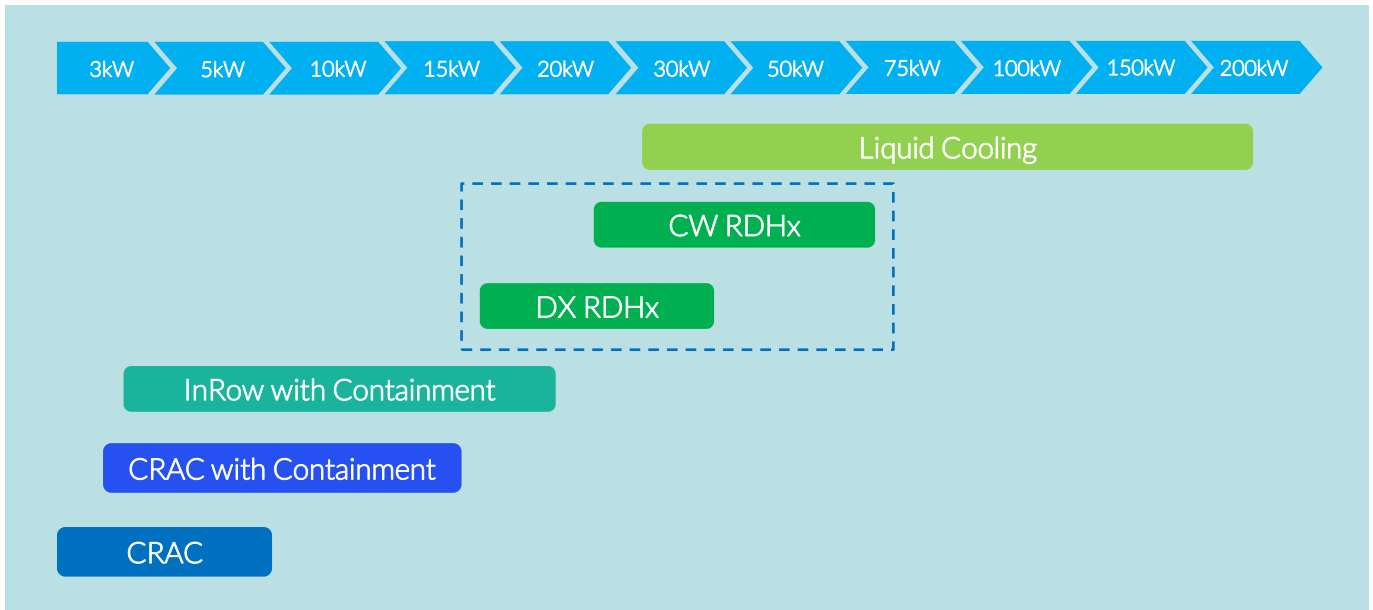 3kW
5kW
10kW
15kW
20kW
30kW
50kW
75kW
100kW
150kW
200kW
Liquid Cooling
CW RDHx
DX RDHx
InRow with Containment
CRAC with Containment
CRAC